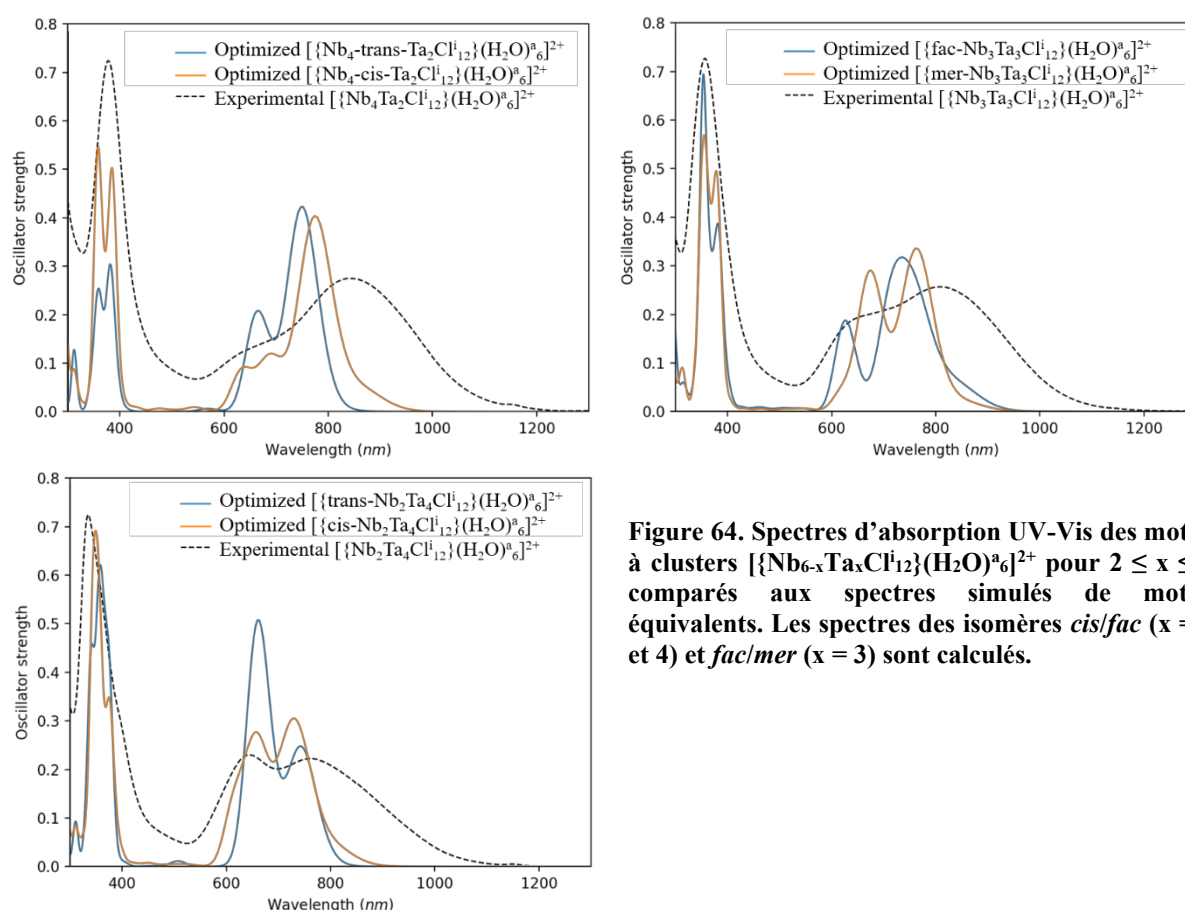 0.8
0.7
0.6
0.5
0.4
0.3
0.2
0.1
0.0
Oscillator strength
400 600 800 1000 1200
Wavelength (nm)
Optimized [{Nb₄-trans-Ta₂Clⁱ₁₂}(H₂O)ᵃ₆]²⁺
Optimized [{Nb₄-cis-Ta₂Clⁱ₁₂}(H₂O)ᵃ₆]²⁺
Experimental [{Nb₄Ta₂Clⁱ₁₂}(H₂O)ᵃ₆]²⁺
0.8
0.7
0.6
0.5
0.4
0.3
0.2
0.1
0.0
Oscillator strength
400 600 800 1000 1200
Wavelength (nm)
Optimized [{fac-Nb₃Ta₃Clⁱ₁₂}(H₂O)ᵃ₆]²⁺
Optimized [{mer-Nb₃Ta₃Clⁱ₁₂}(H₂O)ᵃ₆]²⁺
Experimental [{Nb₃Ta₃Clⁱ₁₂}(H₂O)ᵃ₆]²⁺
0.8
0.7
0.6
0.5
0.4
0.3
0.2
0.1
0.0
Oscillator strength
400 600 800 1000 1200
Wavelength (nm)
Optimized [{trans-Nb₂Ta₄Clⁱ₁₂}(H₂O)ᵃ₆]²⁺
Optimized [{cis-Nb₂Ta₄Clⁱ₁₂}(H₂O)ᵃ₆]²⁺
Experimental [{Nb₂Ta₄Clⁱ₁₂}(H₂O)ᵃ₆]²⁺
Figure 64. Spectres d’absorption UV-Vis des mot
à clusters [{Nb₆₋ₓTaₓClⁱ₁₂}(H₂O)ᵃ₆]²⁺ pour 2 ≤ x ≤
comparés aux spectres simulés de mot
équivalents. Les spectres des isomères cis/fac (x =
et 4) et fac/mer (x = 3) sont calculés.